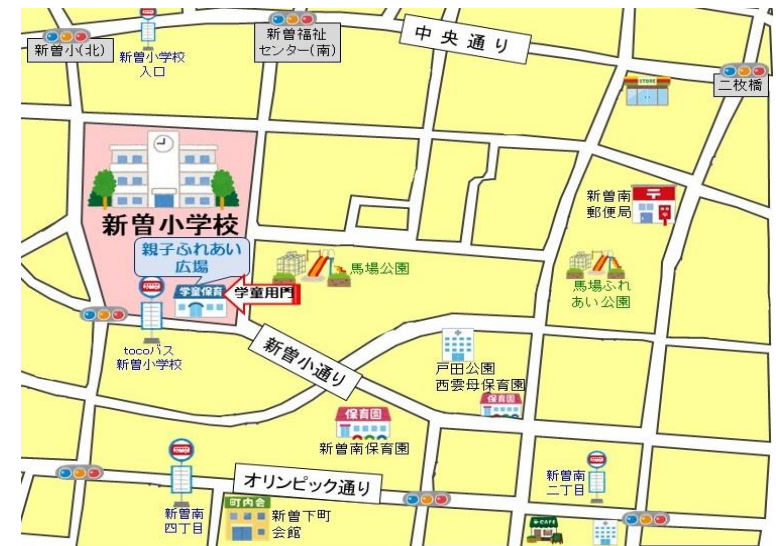 新曽小(北)
新曽小学校
入口
新曽福祉
センター(南)
中央通り
STORE
二枚橋
新曽小学校
親子ふれあい
広場
学童保育
学童用門
馬場公園
新曽南
郵便局
馬場ふれ
あい公園
tocoバス
新曽小学校
新曽小通り
戸田公園
西雲母保育園
保育園
保育園
新曽南保育園
オリンピック通り
新曽南
四丁目
町内会
新曽下町
会館
新曽南
二丁目
CAFE